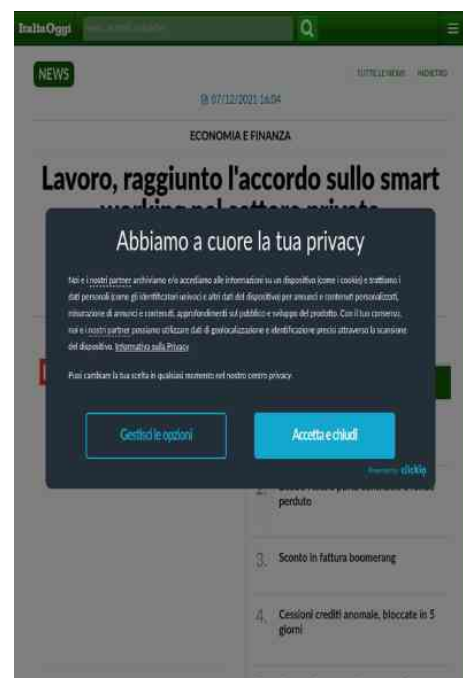 ItaliaOggi
NEWS
TUTTE LE NEWS INDIETRO
07/12/2021 16:04
ECONOMIA E FINANZA
Lavoro, raggiunto l'accordo sullo smart
Abbiamo a cuore la tua privacy
Noi e i nostri partner archiviamo e/o accediamo alle informazioni su un dispositivo (come i cookie) e trattiamo i
dati personali (come gli identificatori univoci e altri dati del dispositivo) per annunci e contenuti personalizzati,
misurazione di annunci e contenuti, approfondimenti sul pubblico e sviluppo del prodotto. Con il tuo consenso,
noi e i nostri partner possiamo utilizzare dati di geolocalizzazione e identificazione precisi attraverso la scansione
del dispositivo. Informativa sulla Privacy
Puoi cambiare la tua scelta in qualsiasi momento nel nostro centro privacy.
Gestisci le opzioni
Accetta e chiudi
Powered by clickio
2.
perduto
3. Sconto in fattura boomerang
4. Cessioni crediti anomale, bloccate in 5
giorni